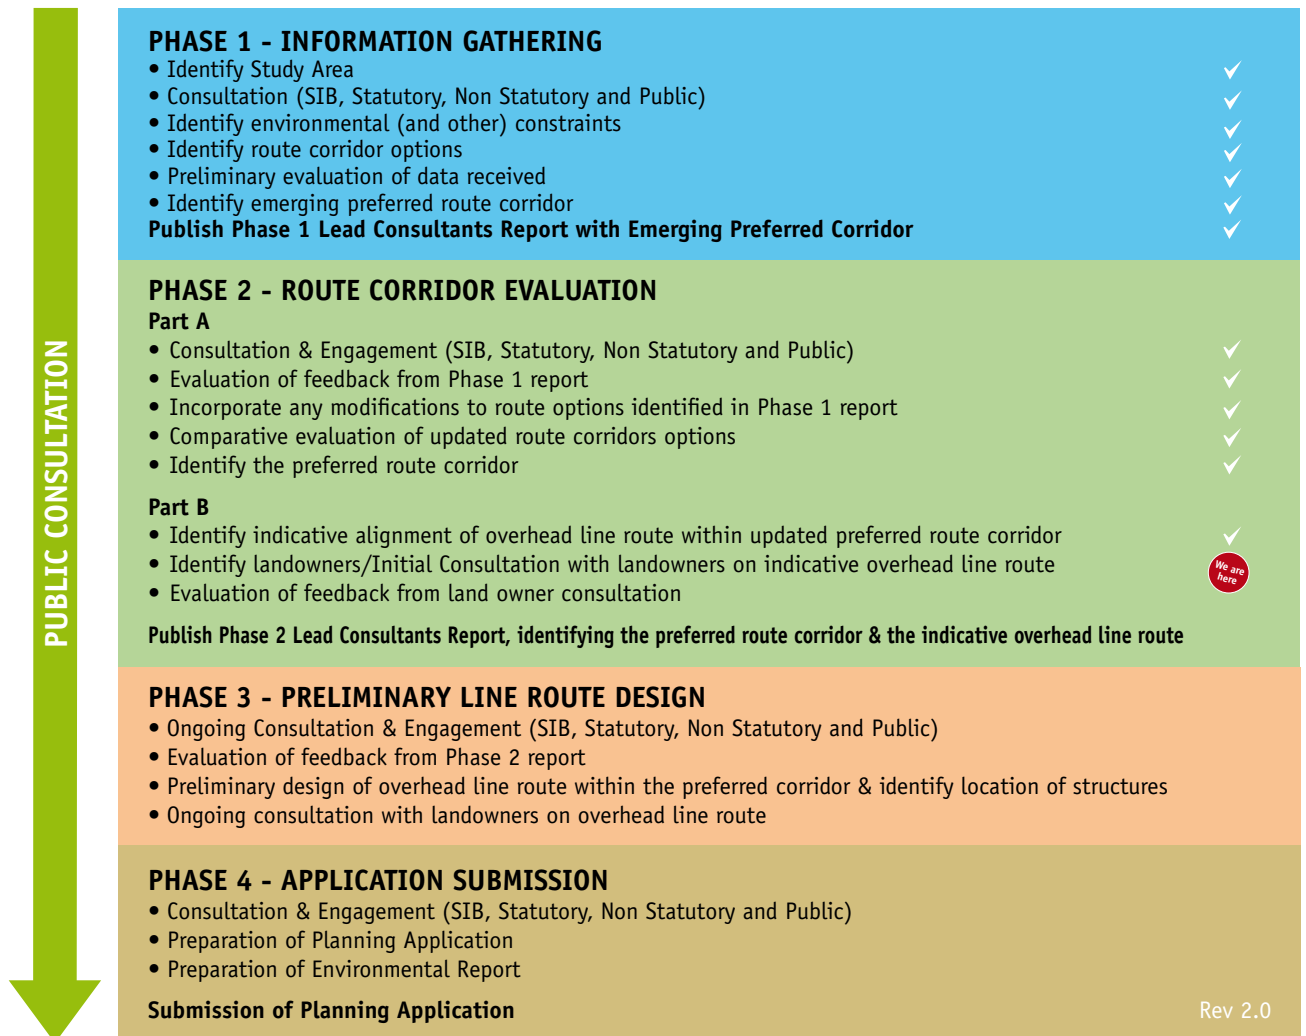 PUBLIC CONSULTATION
PHASE 1 - INFORMATION GATHERING
• Identify Study Area
• Consultation (SIB, Statutory, Non Statutory and Public)
• Identify environmental (and other) constraints
• Identify route corridor options
• Preliminary evaluation of data received
• Identify emerging preferred route corridor
Publish Phase 1 Lead Consultants Report with Emerging Preferred Corridor
PHASE 2 - ROUTE CORRIDOR EVALUATION
Part A
• Consultation & Engagement (SIB, Statutory, Non Statutory and Public)
• Evaluation of feedback from Phase 1 report
• Incorporate any modifications to route options identified in Phase 1 report
• Comparative evaluation of updated route corridors options
• Identify the preferred route corridor
Part B
• Identify indicative alignment of overhead line route within updated preferred route corridor
• Identify landowners/Initial Consultation with landowners on indicative overhead line route
We are
here
• Evaluation of feedback from land owner consultation
Publish Phase 2 Lead Consultants Report, identifying the preferred route corridor & the indicative overhead line route
PHASE 3 - PRELIMINARY LINE ROUTE DESIGN
• Ongoing Consultation & Engagement (SIB, Statutory, Non Statutory and Public)
• Evaluation of feedback from Phase 2 report
• Preliminary design of overhead line route within the preferred corridor & identify location of structures
• Ongoing consultation with landowners on overhead line route
PHASE 4 - APPLICATION SUBMISSION
• Consultation & Engagement (SIB, Statutory, Non Statutory and Public)
• Preparation of Planning Application
• Preparation of Environmental Report
Submission of Planning Application
Rev 2.0